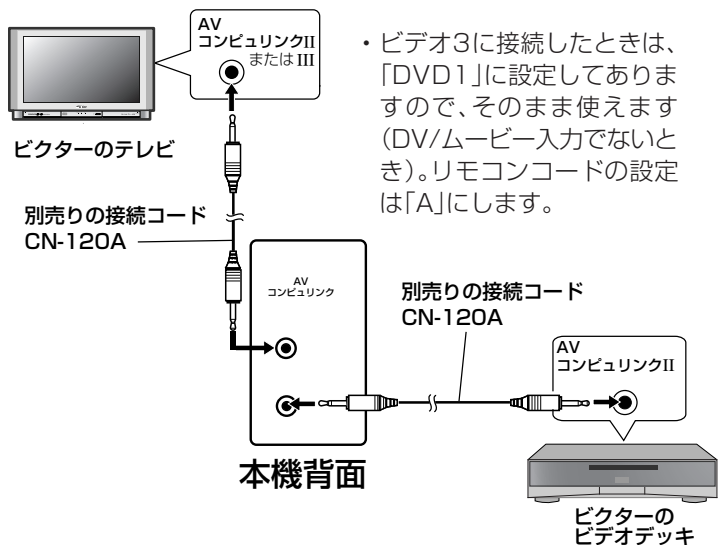 AV
コンピュリンクII
または III
ビクターのテレビ
・ビデオ3に接続したときは、
「DVD1」に設定してありま
すので、そのまま使えます
(DV/ムービー入力でないと
き)。リモコンコードの設定
は「A」にします。
別売りの接続コード
CN-120A
AV
コンピュリンク
別売りの接続コード
CN-120A
AV
コンピュリンクII
本機背面
ビクターの
ビデオデッキ